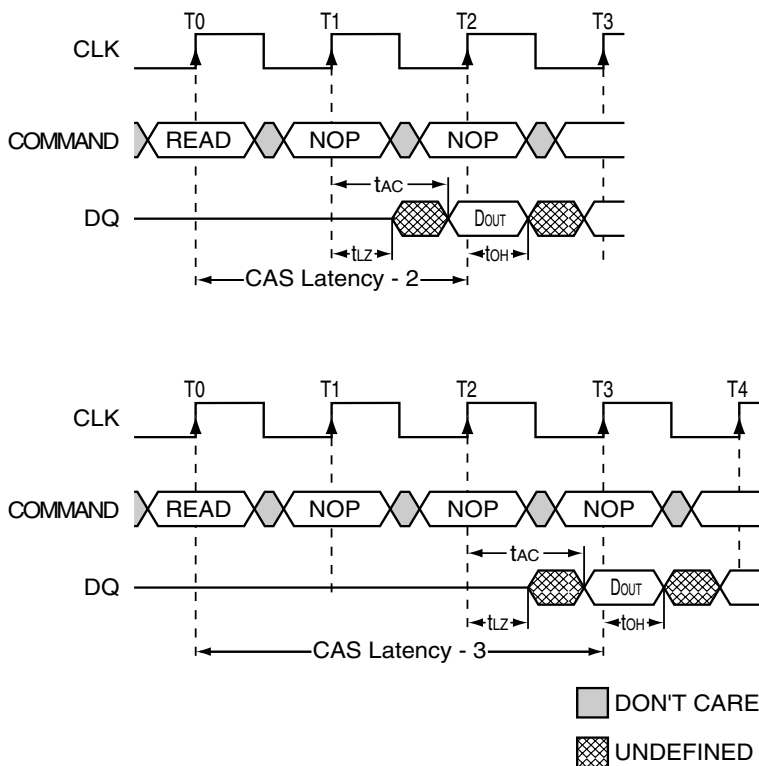 T0 T1 T2 T3
CLK
COMMAND READ NOP NOP
tAC
DQ DOUT
tLZ tOH
CAS Latency - 2
T0 T1 T2 T3 T4
CLK
COMMAND READ NOP NOP NOP
tAC
DQ DOUT
tLZ tOH
CAS Latency - 3
DON'T CARE
UNDEFINED